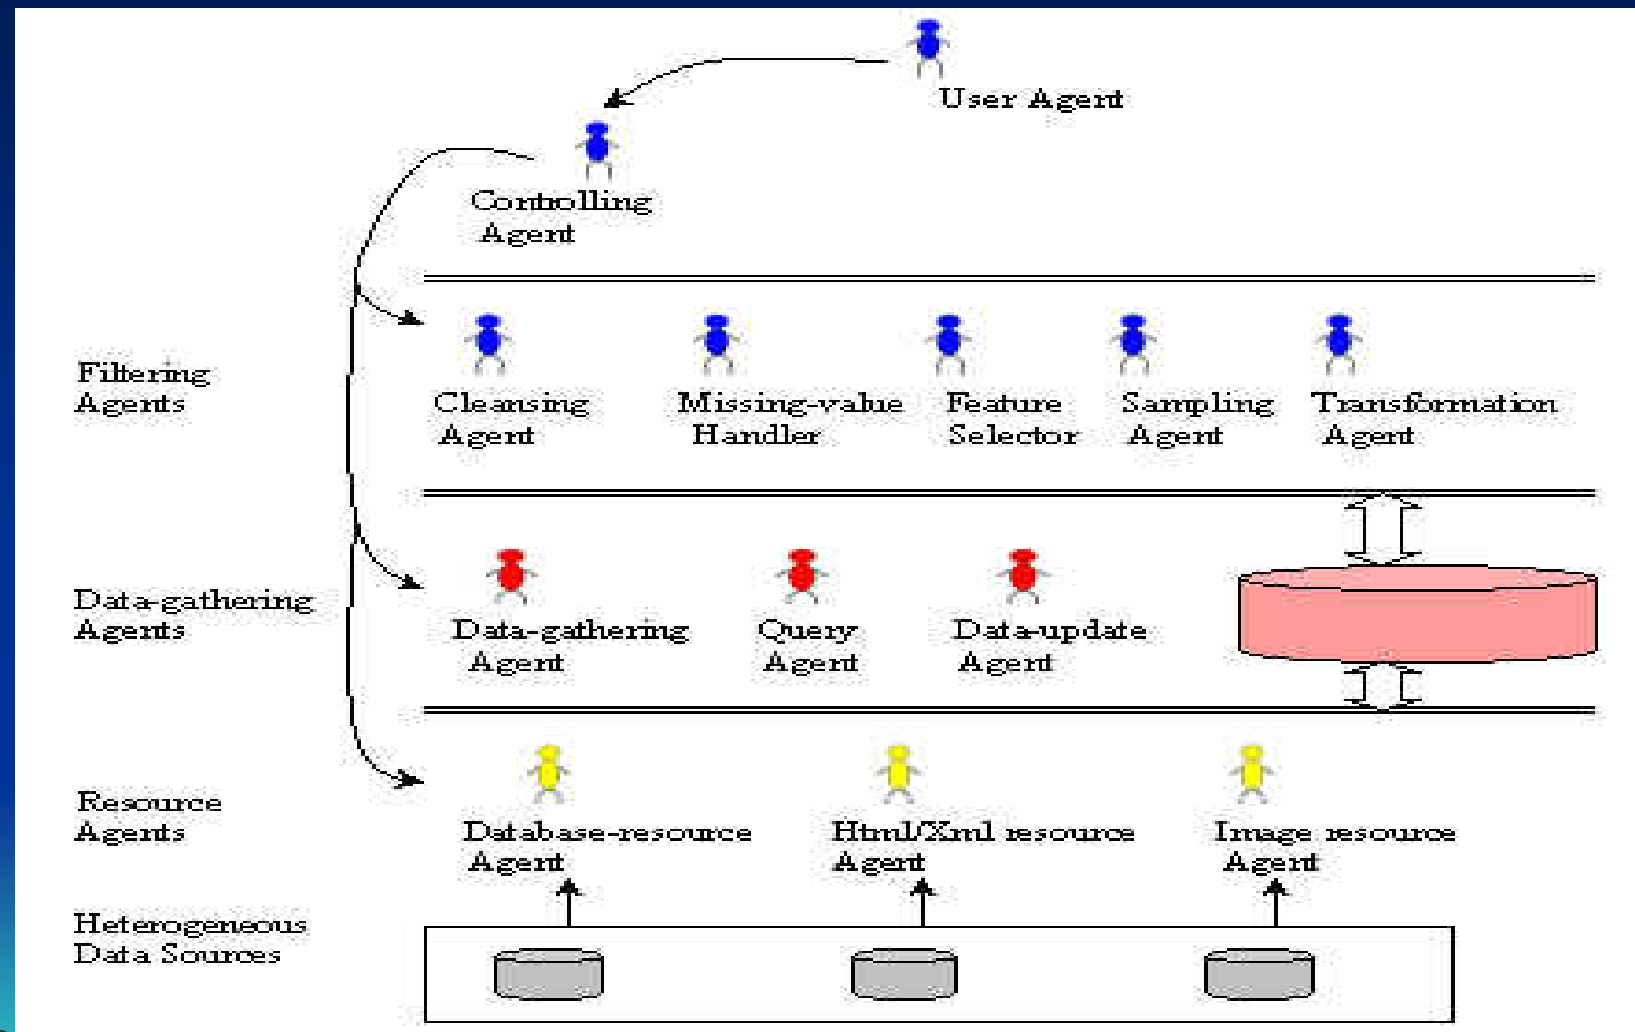 User Agent
Controlling
Agent
Filtering
Agents
Cleansing
Agent
Missing-value
Handler
Feature
Selector
Sampling
Agent
Transformation
Agent
Data-gathering
Agents
Data-gathering
Agent
Query
Agent
Data-update
Agent
Resource
Agents
Database-resource
Agent
Html/Xml resource
Agent
Image resource
Agent
Heterogeneous
Data Sources